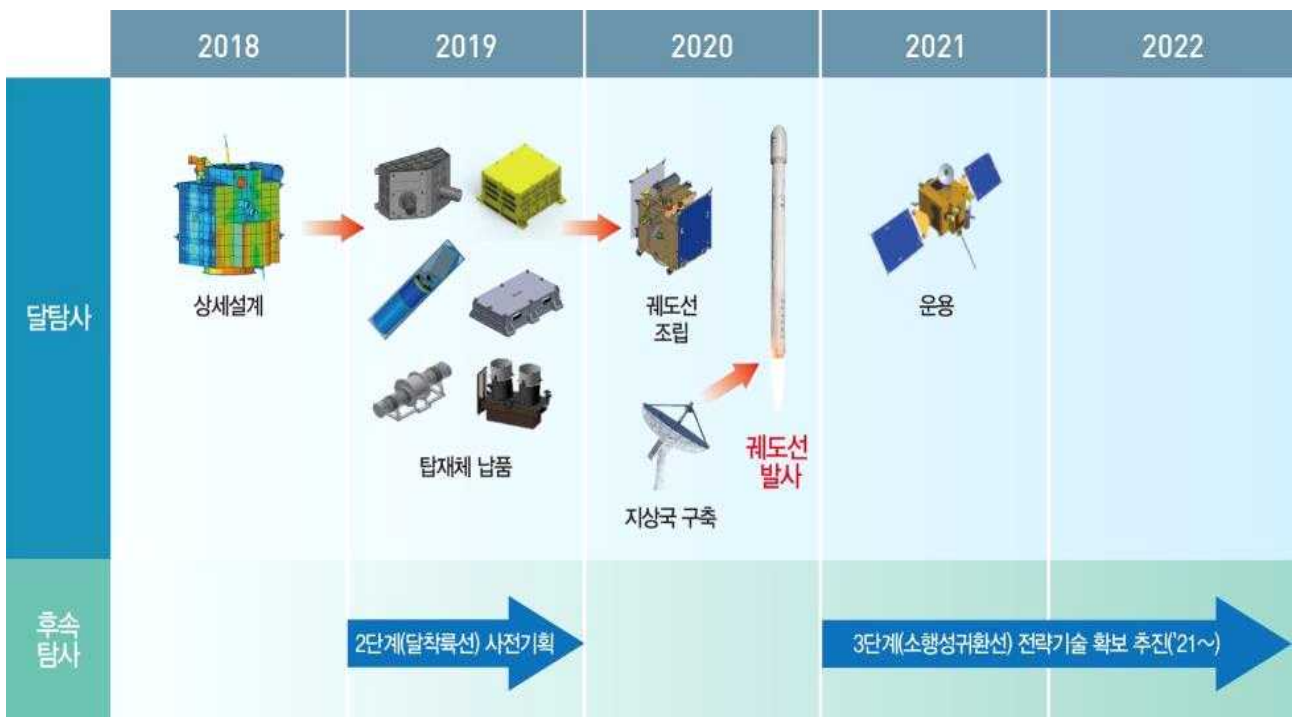 2018
2019
2020
2021
2022
달탐사
상세설계
탑재체 납품
궤도선
조립
지상국 구축
궤도선
발사
운용
후속
탐사
2단계(달착륙선) 사전기획
3단계(소행성귀환선) 전략기술 확보 추진('21~)